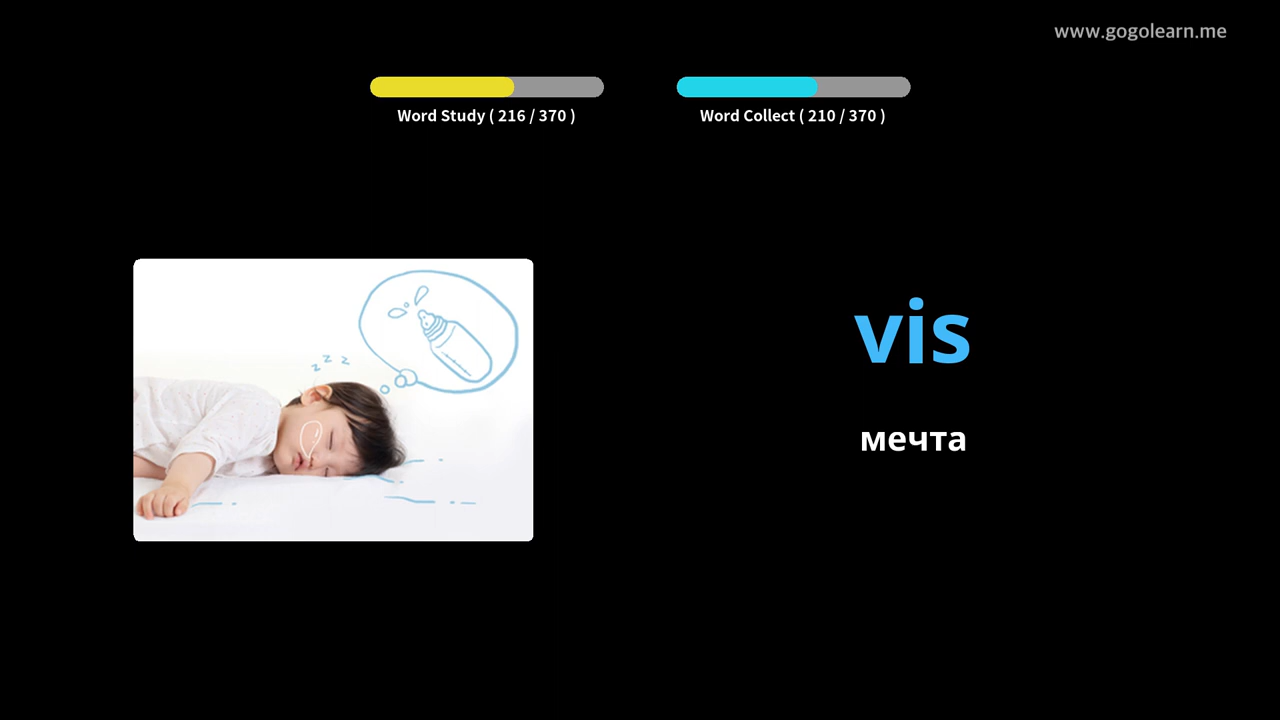 www.gogolearn.me
Word Study ( 216 / 370 )
Word Collect ( 210 / 370 )
z z z
vis
мечта